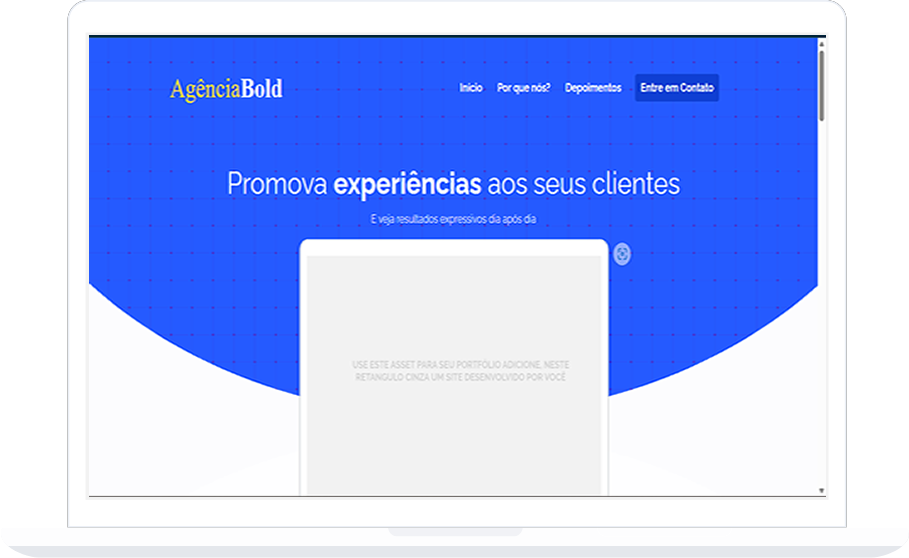 AgênciaBold
Inicio
Por que nós?
Depoimentos
Entre em Contato
Promova experiências aos seus clientes
E veja resultados expressivos dia após dia
USE ESTE ASSET PARA SEU PORTFÓLIO ADICIONE, NESTE
RETANGULO CINZA UM SITE DESENVOLVIDO POR VOCÊ